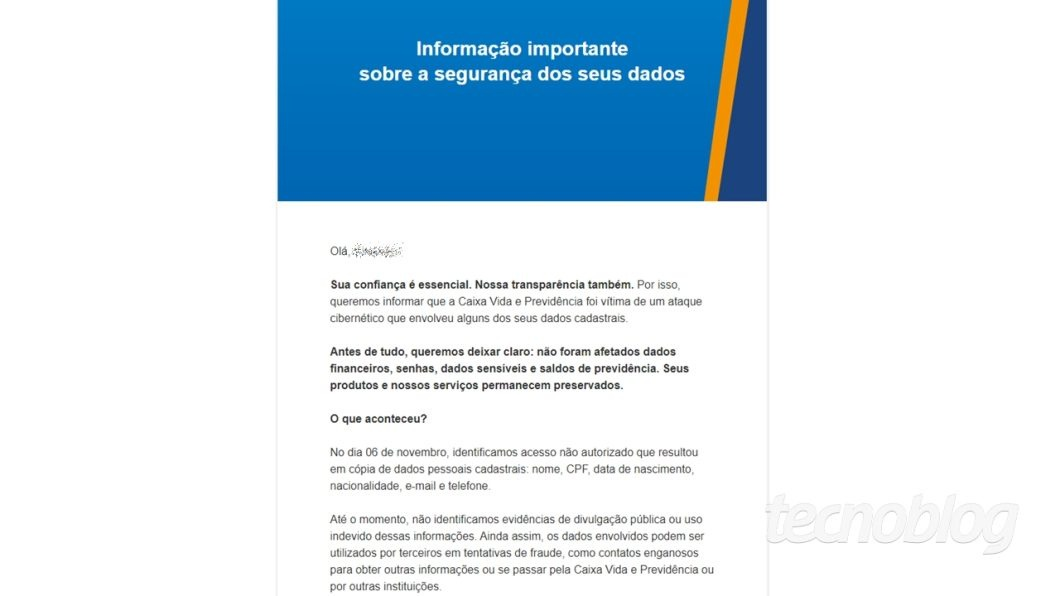 Informação importante
sobre a segurança dos seus dados
Olá,
Sua confiança é essencial. Nossa transparência também. Por isso,
queremos informar que a Caixa Vida e Previdência foi vítima de um ataque
cibernético que envolveu alguns dos seus dados cadastrais.
Antes de tudo, queremos deixar claro: não foram afetados dados
financeiros, senhas, dados sensíveis e saldos de previdência. Seus
produtos e nossos serviços permanecem preservados.
O que aconteceu?
No dia 06 de novembro, identificamos acesso não autorizado que resultou
em cópia de dados pessoais cadastrais: nome, CPF, data de nascimento,
nacionalidade, e-mail e telefone.
Até o momento, não identificamos evidências de divulgação pública ou uso
indevido dessas informações. Ainda assim, os dados envolvidos podem ser
utilizados por terceiros em tentativas de fraude, como contatos enganosos
para obter outras informações ou se passar pela Caixa Vida e Previdência ou
por outras instituições.
tecnoblog